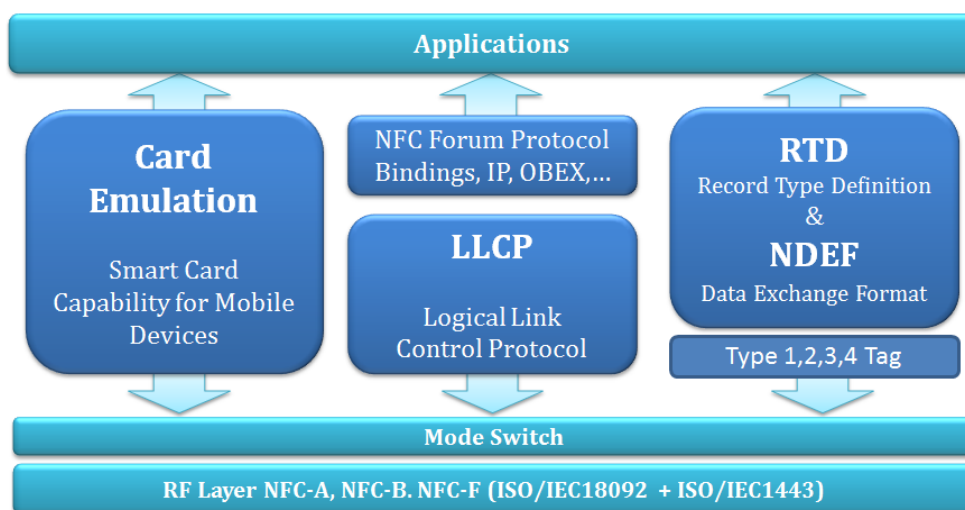 Applications
Card
Emulation
Smart Card
Capability for Mobile
Devices
NFC Forum Protocol
Bindings, IP, OBEX,...
LLCP
Logical Link
Control Protocol
RTD
Record Type Definition
&
NDEF
Data Exchange Format
Type 1,2,3,4 Tag
Mode Switch
RF Layer NFC-A, NFC-B. NFC-F (ISO/IEC18092 + ISO/IEC1443)